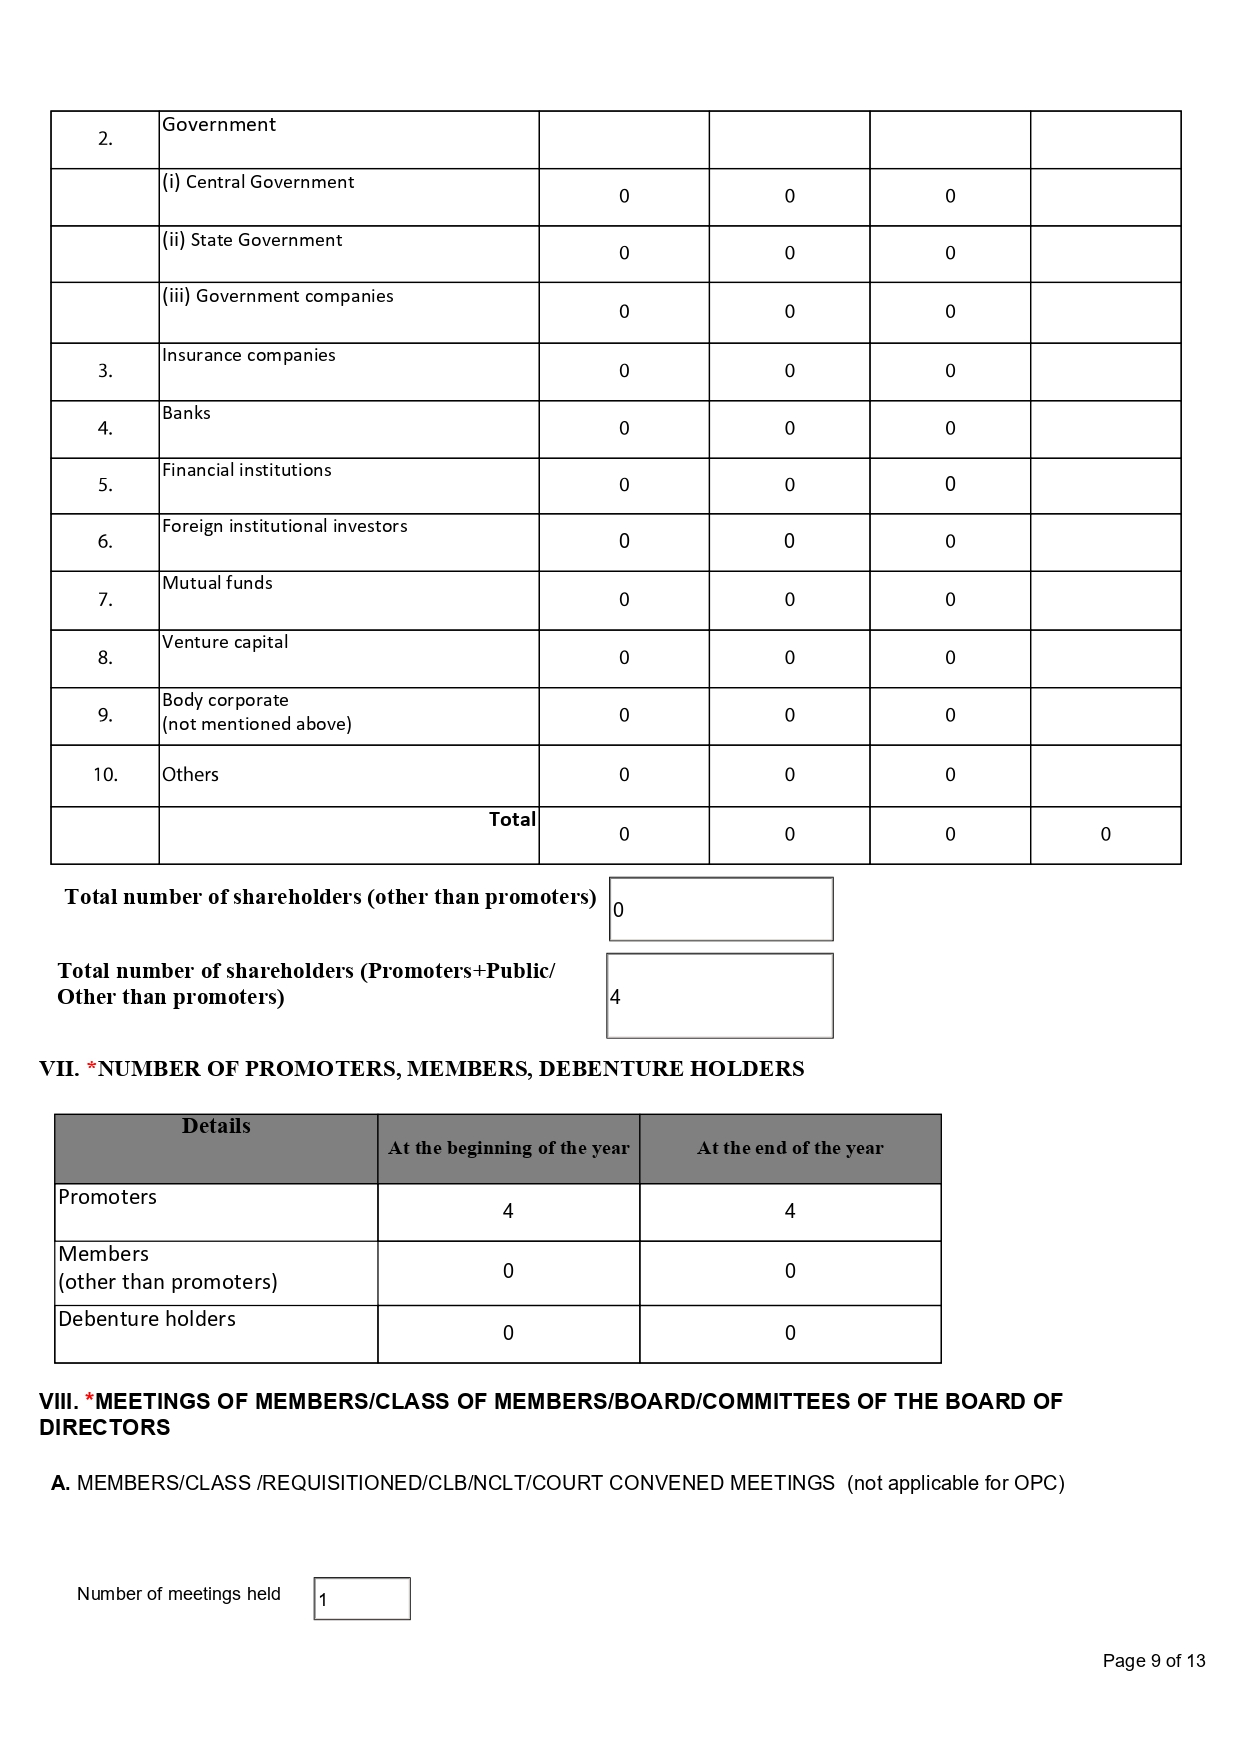 2. Government
(i) Central Government 0 0 0
(ii) State Government 0 0 0
(iii) Government companies 0 0 0
3. Insurance companies 0 0 0
4. Banks 0 0 0
5. Financial institutions 0 0 0
6. Foreign institutional investors 0 0 0
7. Mutual funds 0 0 0
8. Venture capital 0 0 0
9. Body corporate
(not mentioned above) 0 0 0
10. Others 0 0 0
Total 0 0 0 0
Total number of shareholders (other than promoters) 0
Total number of shareholders (Promoters+Public/
Other than promoters) 4
VII. *NUMBER OF PROMOTERS, MEMBERS, DEBENTURE HOLDERS
Details At the beginning of the year At the end of the year
Promoters 4 4
Members
(other than promoters) 0 0
Debenture holders 0 0
VIII. *MEETINGS OF MEMBERS/CLASS OF MEMBERS/BOARD/COMMITTEES OF THE BOARD OF
DIRECTORS
A. MEMBERS/CLASS /REQUISITIONED/CLB/NCLT/COURT CONVENED MEETINGS (not applicable for OPC)
Number of meetings held 1
Page 9 of 13